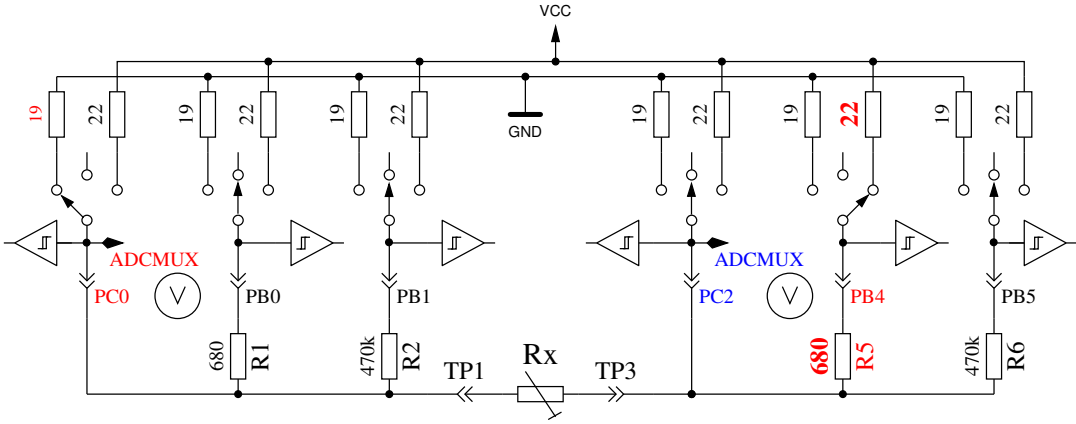 VCC
19
22
19
22
19
22
GND
19
22
19
22
19
22
ADCMUX
ADCMUX
V
V
PC0
PB0
PB1
PC2
PB4
PB5
680
R1
470k
R2
TP1
Rx
TP3
680
R5
470k
R6